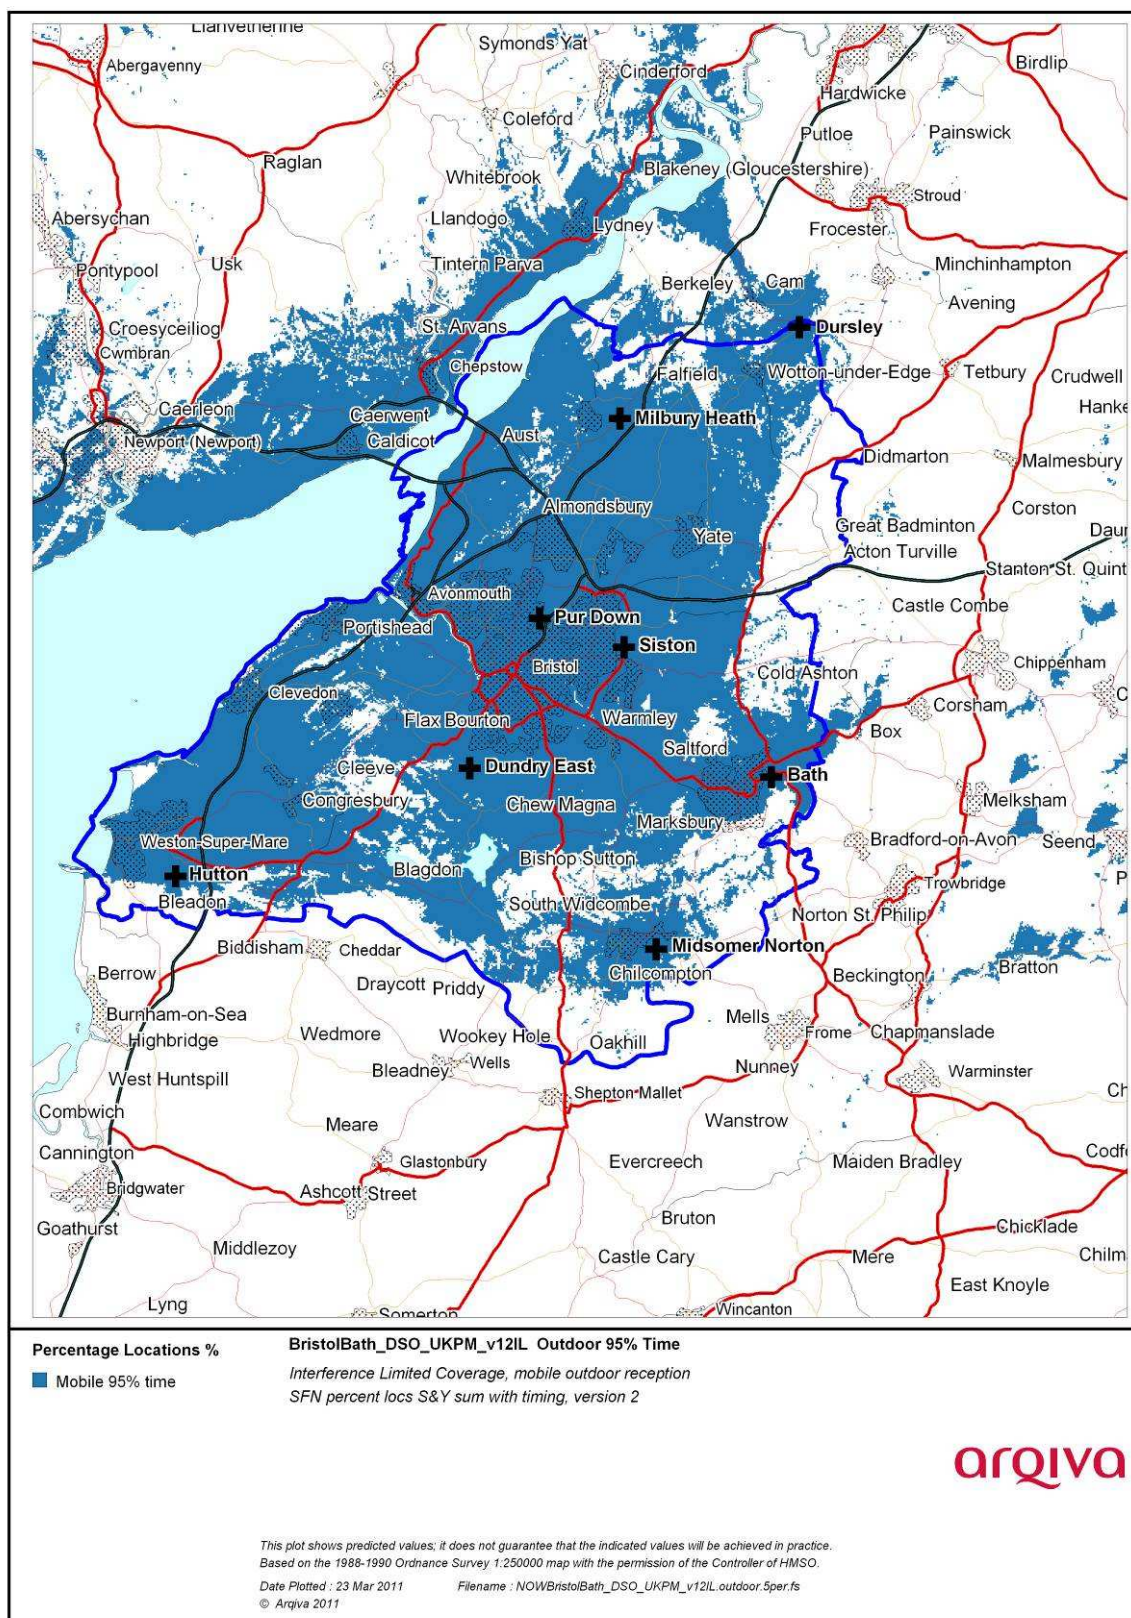 Llanvetherine
Symonds Yat
Abergavenny
Cinderford
Birdlip
Hardwicke
Coleford
Putloe
Painswick
Raglan
Whitebrook
Blakeney (Gloucestershire)
Stroud
Abersychan
Llandogo
Lydney
Frocester
Pontypool
Usk
Tintern Parva
Minchinhampton
Berkeley
Cam
Avening
Croesyceiliog
St. Arvans
Dursley
Cwmbran
Chepstow
Falfield
Wotton-under-Edge
Tetbury
Crudwell
Caerleon
Caerwent
Milbury Heath
Hanke
Newport (Newport)
Caldicot
Aust
Didmarton
Malmesbury
Almondsbury
Corston
Yate
Great Badminton
Daun
Acton Turville
Stanton St. Quint
Avonmouth
Castle Combe
Portishead
Pur Down
Siston
Bristol
Cold Ashton
Chippenham
C
Clevedon
Flax Bourton
Warmley
Corsham
Saltford
Box
Cleeve
Dundry East
Bath
Congresbury
Chew Magna
Melksham
Marksbury
Weston-Super-Mare
Bradford-on-Avon
Seend
Blagdon
Bishop Sutton
Hutton
Trowbridge
P
Bleadon
South Widcombe
Norton St. Philip
Biddisham
Cheddar
Midsomer Norton
Berrow
Chilcompton
Beckington
Bratton
Draycott
Priddy
Burnham-on-Sea
Mells
Highbridge
Wedmore
Wookey Hole
Oakhill
Frome
Chapmanslade
Bleadney
Wells
Nunney
West Huntspill
Warminster
Shepton Mallet
Ch
Combwich
Meare
Wanstrow
Cannington
Glastonbury
Evercreech
Maiden Bradley
Codf
Bridgwater
Ashcott
Street
Goathurst
Bruton
Chicklade
Middlezoy
Castle Cary
Mere
Chilm
East Knoyle
Lyng
Somerton
Wincanton
Percentage Locations %
Mobile 95% time
BristolBath_DSO_UKPM_v12IL Outdoor 95% Time
Interference Limited Coverage, mobile outdoor reception
SFN percent locs S&Y sum with timing, version 2
arqiva
This plot shows predicted values; it does not guarantee that the indicated values will be achieved in practice.
Based on the 1988-1990 Ordnance Survey 1:250000 map with the permission of the Controller of HMSO.
Date Plotted : 23 Mar 2011 Filename : NOWBristolBath_DSO_UKPM_v12IL.outdoor.5per.fs
© Arqiva 2011